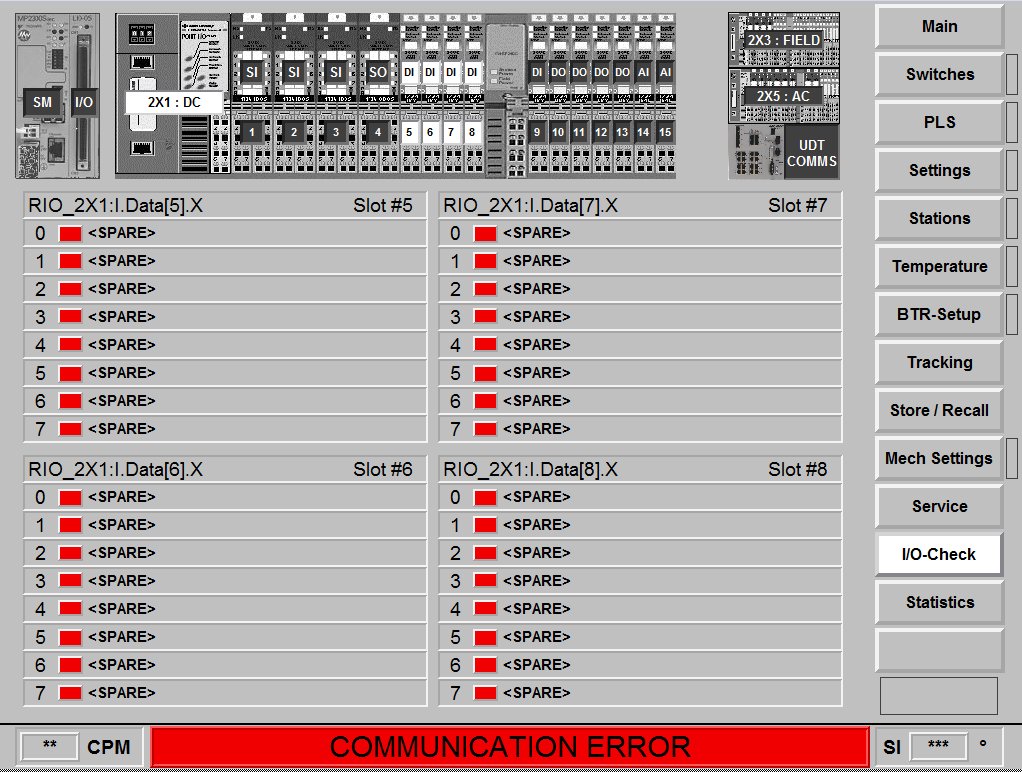 MP2300Siec LIO-05
SM
I/O
2X1 : DC
POINT I/O
SI SI SI SO DI DI DI DI DI DO DO DO DO AI AI
1 2 3 4 5 6 7 8 9 10 11 12 13 14 15
2X3 : FIELD
2X5 : AC
UDT
COMMS
RIO_2X1:I.Data[5].X Slot #5
0 <SPARE>
1 <SPARE>
2 <SPARE>
3 <SPARE>
4 <SPARE>
5 <SPARE>
6 <SPARE>
7 <SPARE>
RIO_2X1:I.Data[7].X Slot #7
0 <SPARE>
1 <SPARE>
2 <SPARE>
3 <SPARE>
4 <SPARE>
5 <SPARE>
6 <SPARE>
7 <SPARE>
RIO_2X1:I.Data[6].X Slot #6
0 <SPARE>
1 <SPARE>
2 <SPARE>
3 <SPARE>
4 <SPARE>
5 <SPARE>
6 <SPARE>
7 <SPARE>
RIO_2X1:I.Data[8].X Slot #8
0 <SPARE>
1 <SPARE>
2 <SPARE>
3 <SPARE>
4 <SPARE>
5 <SPARE>
6 <SPARE>
7 <SPARE>
Main
Switches
PLS
Settings
Stations
Temperature
BTR-Setup
Tracking
Store / Recall
Mech Settings
Service
I/O-Check
Statistics
** CPM
COMMUNICATION ERROR
SI *** °